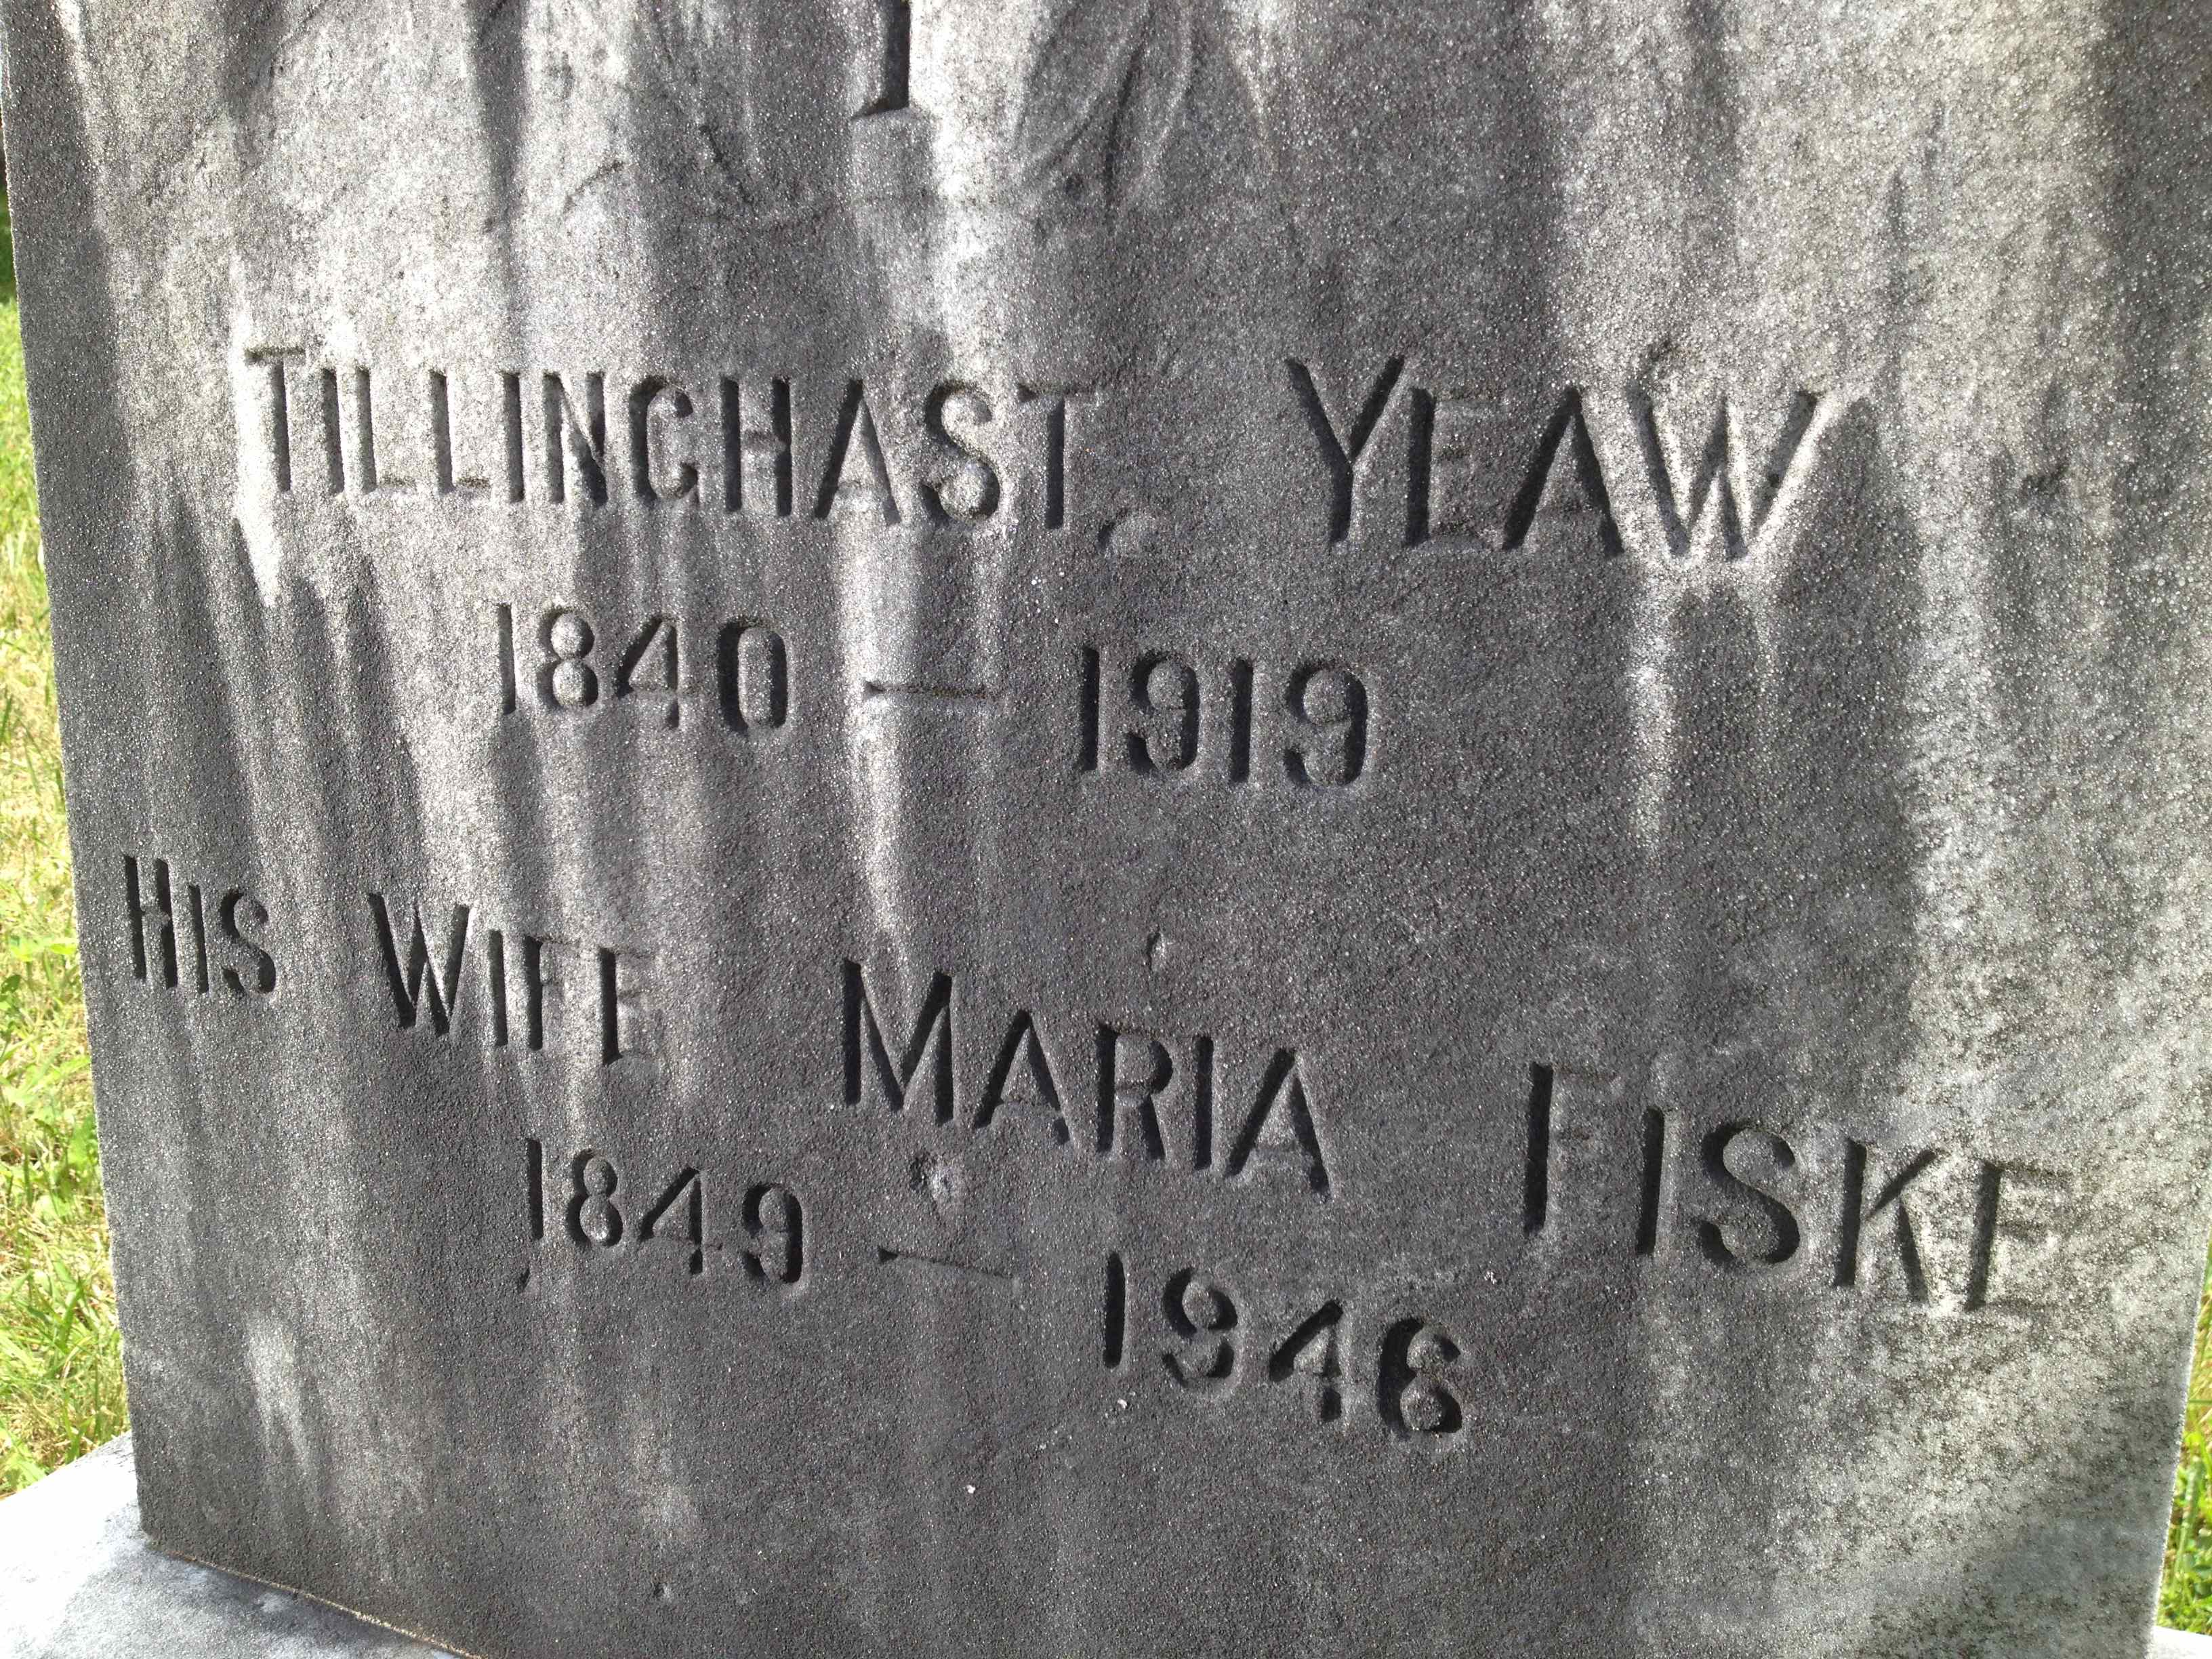 TILLINGHAST. YEAW
1840 — 1919
HIS WIFE MARIA FISKE
1849 — 1946